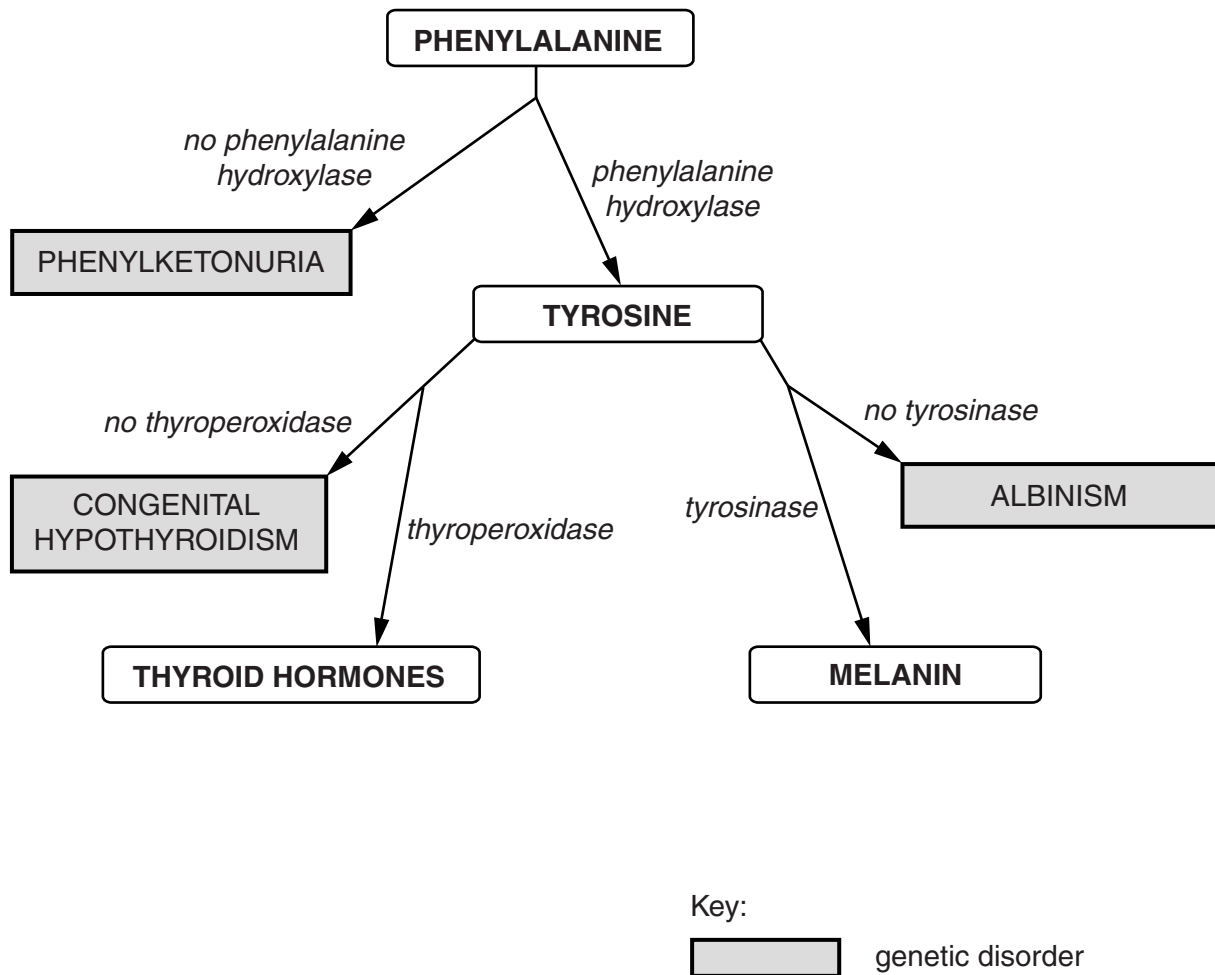 PHENYLALANINE
no phenylalanine
hydroxylase
phenylalanine
hydroxylase
PHENYLKETONURIA
TYROSINE
no thyroperoxidase
no tyrosinase
CONGENITAL
HYPOTHYROIDISM
thyroperoxidase
tyrosinase
ALBINISM
THYROID HORMONES
MELANIN
Key:
genetic disorder